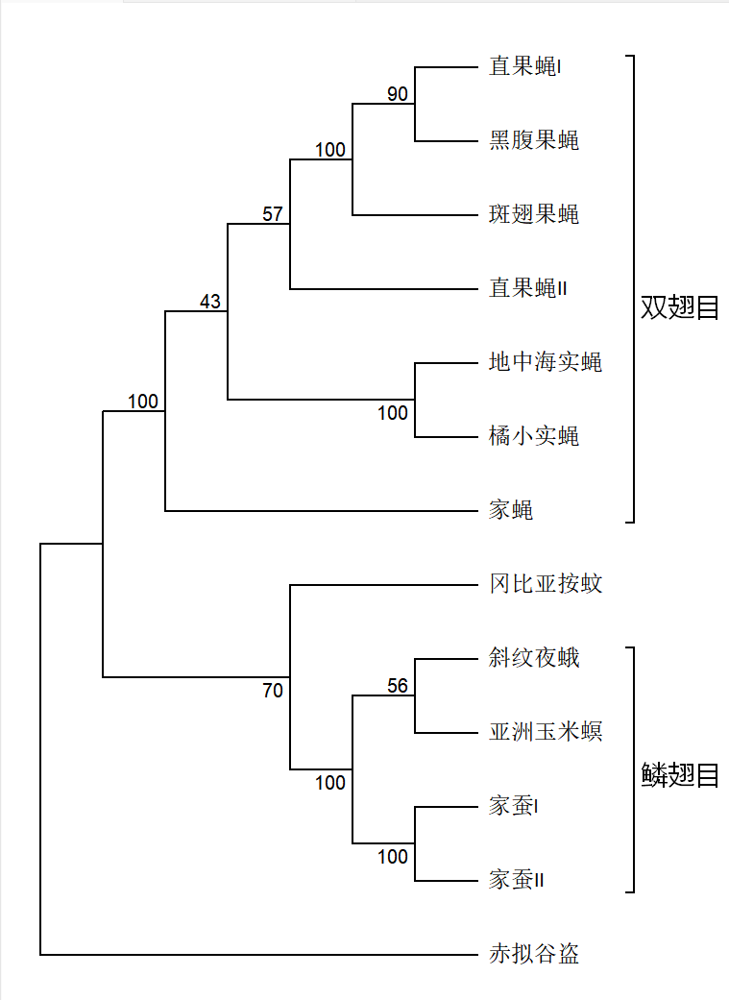 直果蝇I
90
黑腹果蝇
100
斑翅果蝇
57
直果蝇II
43
双翅目
地中海实蝇
100
100
橘小实蝇
家蝇
冈比亚按蚊
斜纹夜蛾
56
70
亚洲玉米螟
鳞翅目
100
家蚕I
100
家蚕II
赤拟谷盗